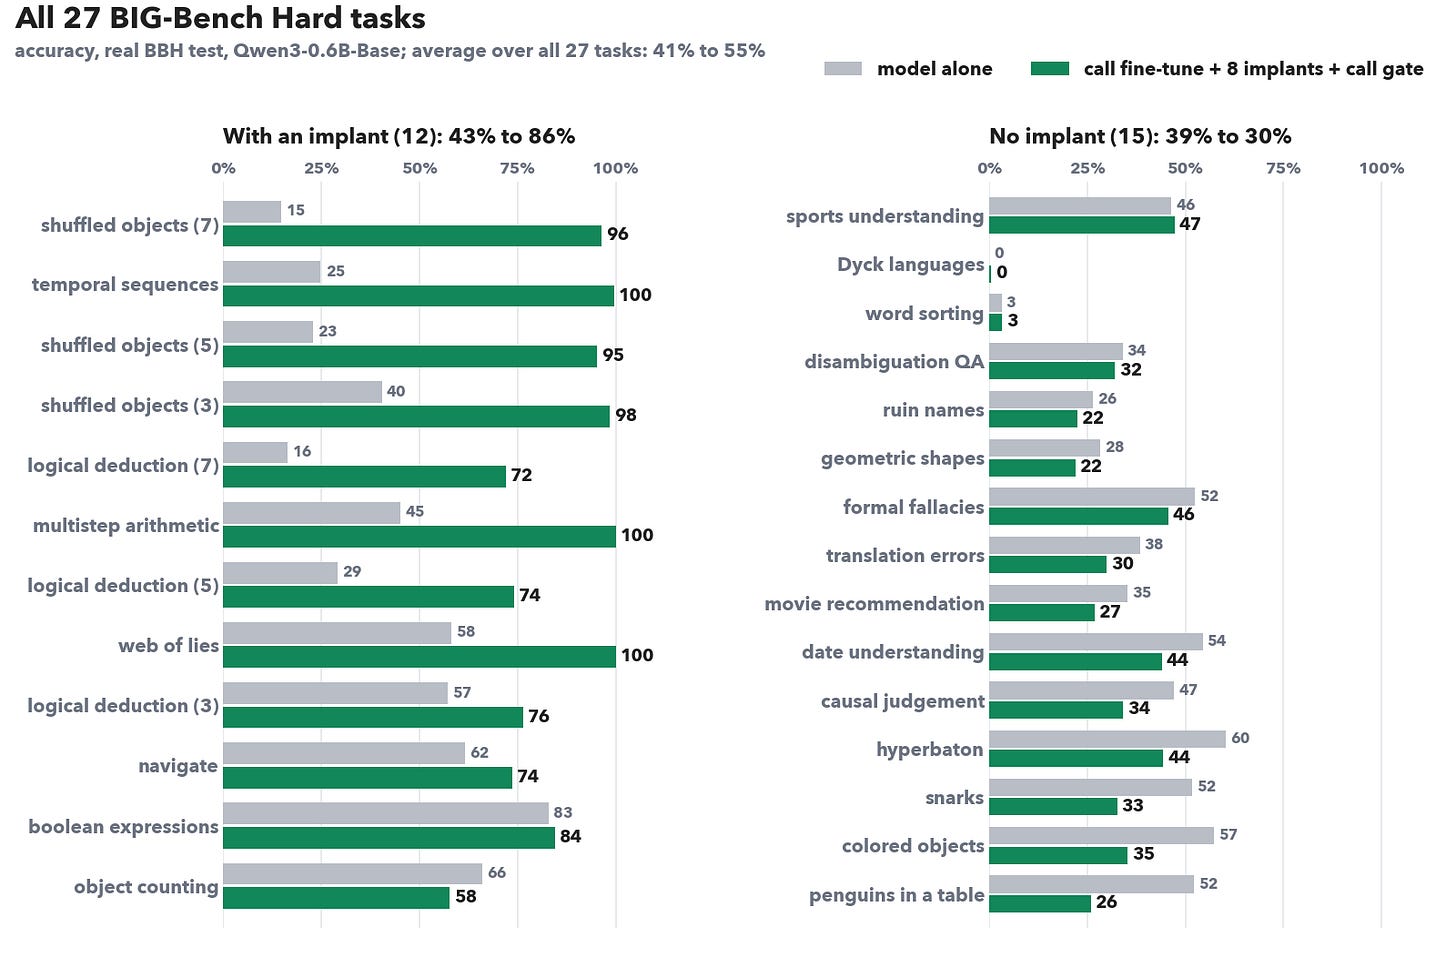 All 27 BIG-Bench Hard tasks
accuracy, real BBH test, Qwen3-0.6B-Base; average over all 27 tasks: 41% to 55%
model alone
call fine-tune + 8 implants + call gate
With an implant (12): 43% to 86%
0% 25% 50% 75% 100%
shuffled objects (7) 15 96
temporal sequences 25 100
shuffled objects (5) 23 95
shuffled objects (3) 40 98
logical deduction (7) 16 72
multistep arithmetic 45 100
logical deduction (5) 29 74
web of lies 58 100
logical deduction (3) 57 76
navigate 62 74
boolean expressions 83 84
object counting 66 58
No implant (15): 39% to 30%
0% 25% 50% 75% 100%
sports understanding 46 47
Dyck languages 0 0
word sorting 3 3
disambiguation QA 34 32
ruin names 26 22
geometric shapes 28 22
formal fallacies 52 46
translation errors 38 30
movie recommendation 35 27
date understanding 54 44
causal judgement 47 34
hyperbaton 60 44
snarks 52 33
colored objects 57 35
penguins in a table 52 26